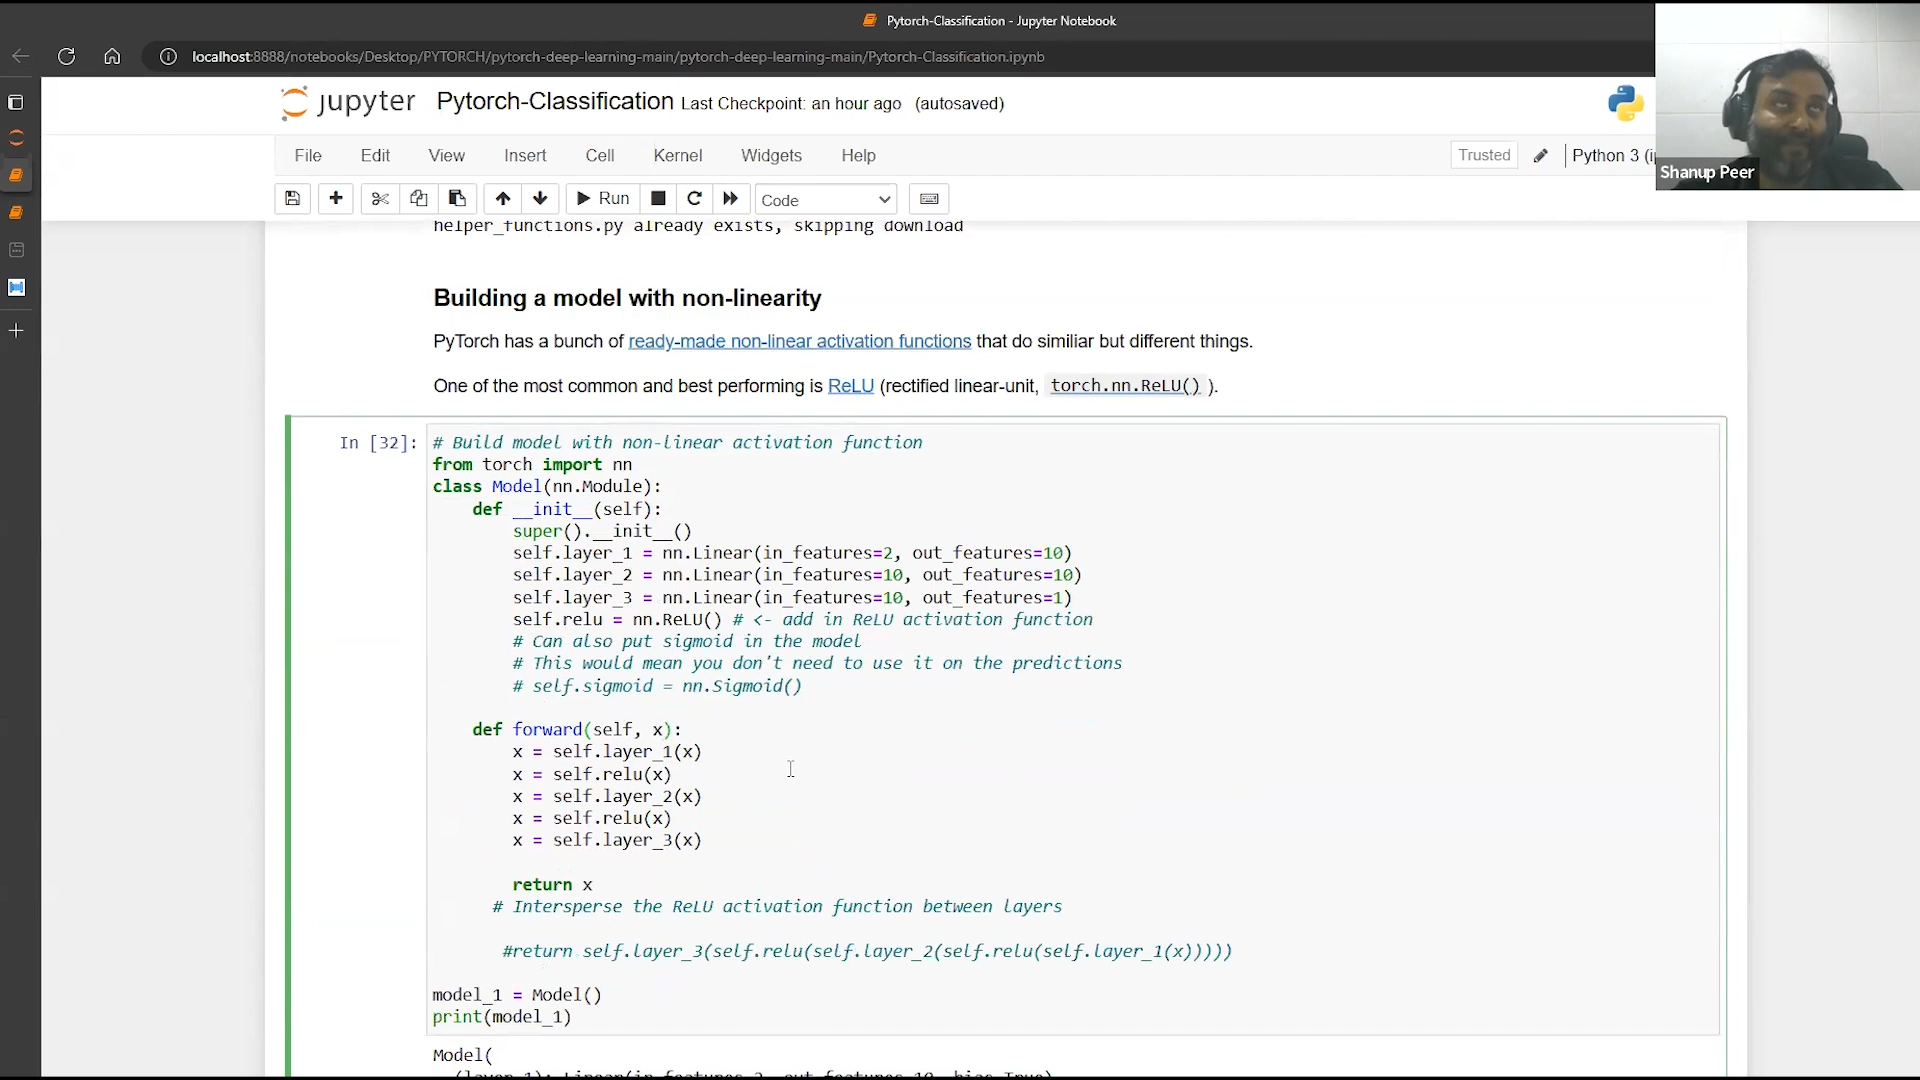 Pytorch-Classification - Jupyter Notebook
localhost:8888/notebooks/Desktop/PYTORCH/pytorch-deep-learning-main/pytorch-deep-learning-main/Pytorch-Classification.ipynb
jupyter Pytorch-Classification Last Checkpoint: an hour ago (autosaved)
File Edit View Insert Cell Kernel Widgets Help Trusted Python 3 (ip
Shanup Peer
Run Code
helper_functions.py already exists, skipping download
Building a model with non-linearity
PyTorch has a bunch of ready-made non-linear activation functions that do similiar but different things.
One of the most common and best performing is ReLU (rectified linear-unit, torch.nn.ReLU() ).
In [32]: # Build model with non-linear activation function
from torch import nn
class Model(nn.Module):
def __init__(self):
super().__init__()
self.layer_1 = nn.Linear(in_features=2, out_features=10)
self.layer_2 = nn.Linear(in_features=10, out_features=10)
self.layer_3 = nn.Linear(in_features=10, out_features=1)
self.relu = nn.ReLU() # <- add in ReLU activation function
# Can also put sigmoid in the model
# This would mean you don't need to use it on the predictions
# self.sigmoid = nn.Sigmoid()
def forward(self, x):
x = self.layer_1(x)
x = self.relu(x)
x = self.layer_2(x)
x = self.relu(x)
x = self.layer_3(x)
return x
# Intersperse the ReLU activation function between layers
#return self.layer_3(self.relu(self.layer_2(self.relu(self.layer_1(x)))))
model_1 = Model()
print(model_1)
Model(
(layer_1): Linear(in_features=2, out_features=10, bias=True)